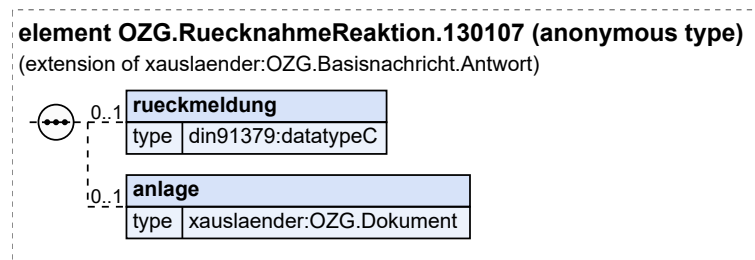 element OZG.RuecknahmeReaktion.130107 (anonymous type)
(extension of xauslaender:OZG.Basisnachricht.Antwort)
0..1 rueckmeldung
type din91379:datatypeC
0..1 anlage
type xauslaender:OZG.Dokument